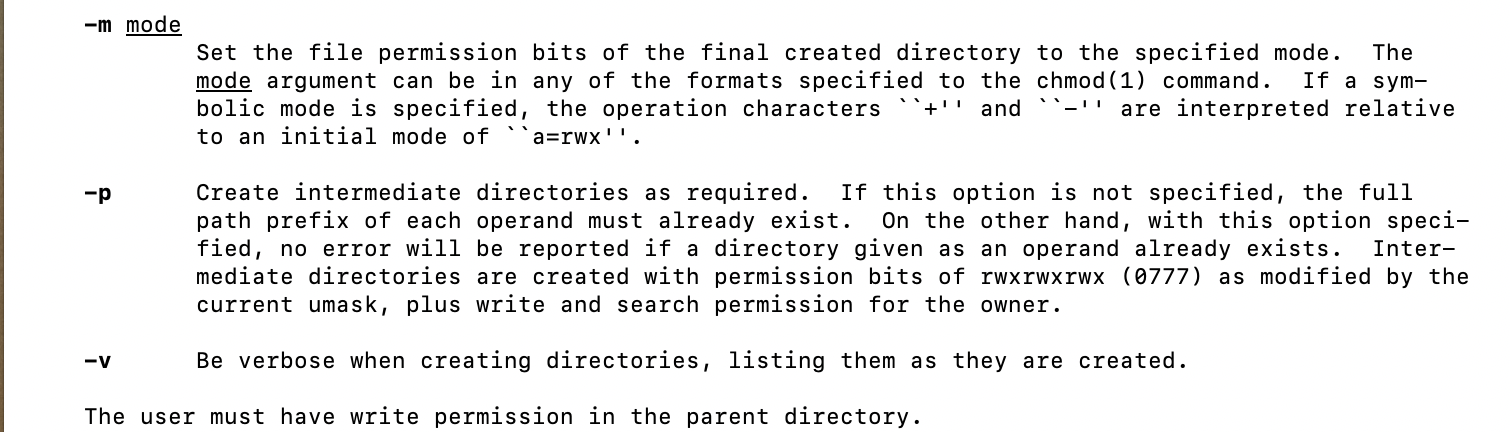 -m mode
Set the file permission bits of the final created directory to the specified mode.  The
mode argument can be in any of the formats specified to the chmod(1) command.  If a sym-
bolic mode is specified, the operation characters ``+'' and ``-'' are interpreted relative
to an initial mode of ``a=rwx''.
-p      Create intermediate directories as required.  If this option is not specified, the full
path prefix of each operand must already exist.  On the other hand, with this option speci-
fied, no error will be reported if a directory given as an operand already exists.  Inter-
mediate directories are created with permission bits of rwxrwxrwx (0777) as modified by the
current umask, plus write and search permission for the owner.
-v      Be verbose when creating directories, listing them as they are created.
The user must have write permission in the parent directory.